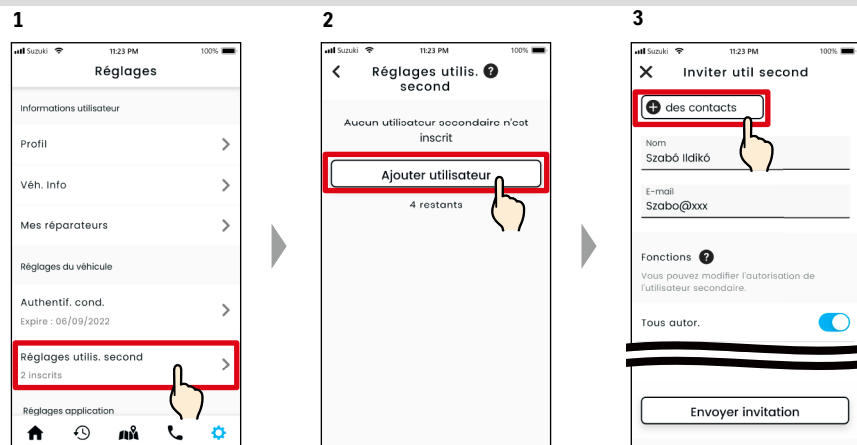 1
Suzuki 11:23 PM 100%
Réglages
Informations utilisateur
Profil
Véh. Info
Mes réparateurs
Réglages du véhicule
Authentif. cond.
Expire : 06/09/2022
Réglages utilis. second
2 inscrits
Réglages application
2
Suzuki 11:23 PM 100%
Réglages utilis. ?
second
Aucun utilisateur secondaire n'est
inscrit
Ajouter utilisateur
4 restants
3
Suzuki 11:23 PM 100%
Inviter util second
des contacts
Nom
Szabó Ildikó
E-mail
Szabo@xxx
Fonctions ?
Vous pouvez modifier l'autorisation de
l'utilisateur secondaire.
Tous autor.
Envoyer invitation